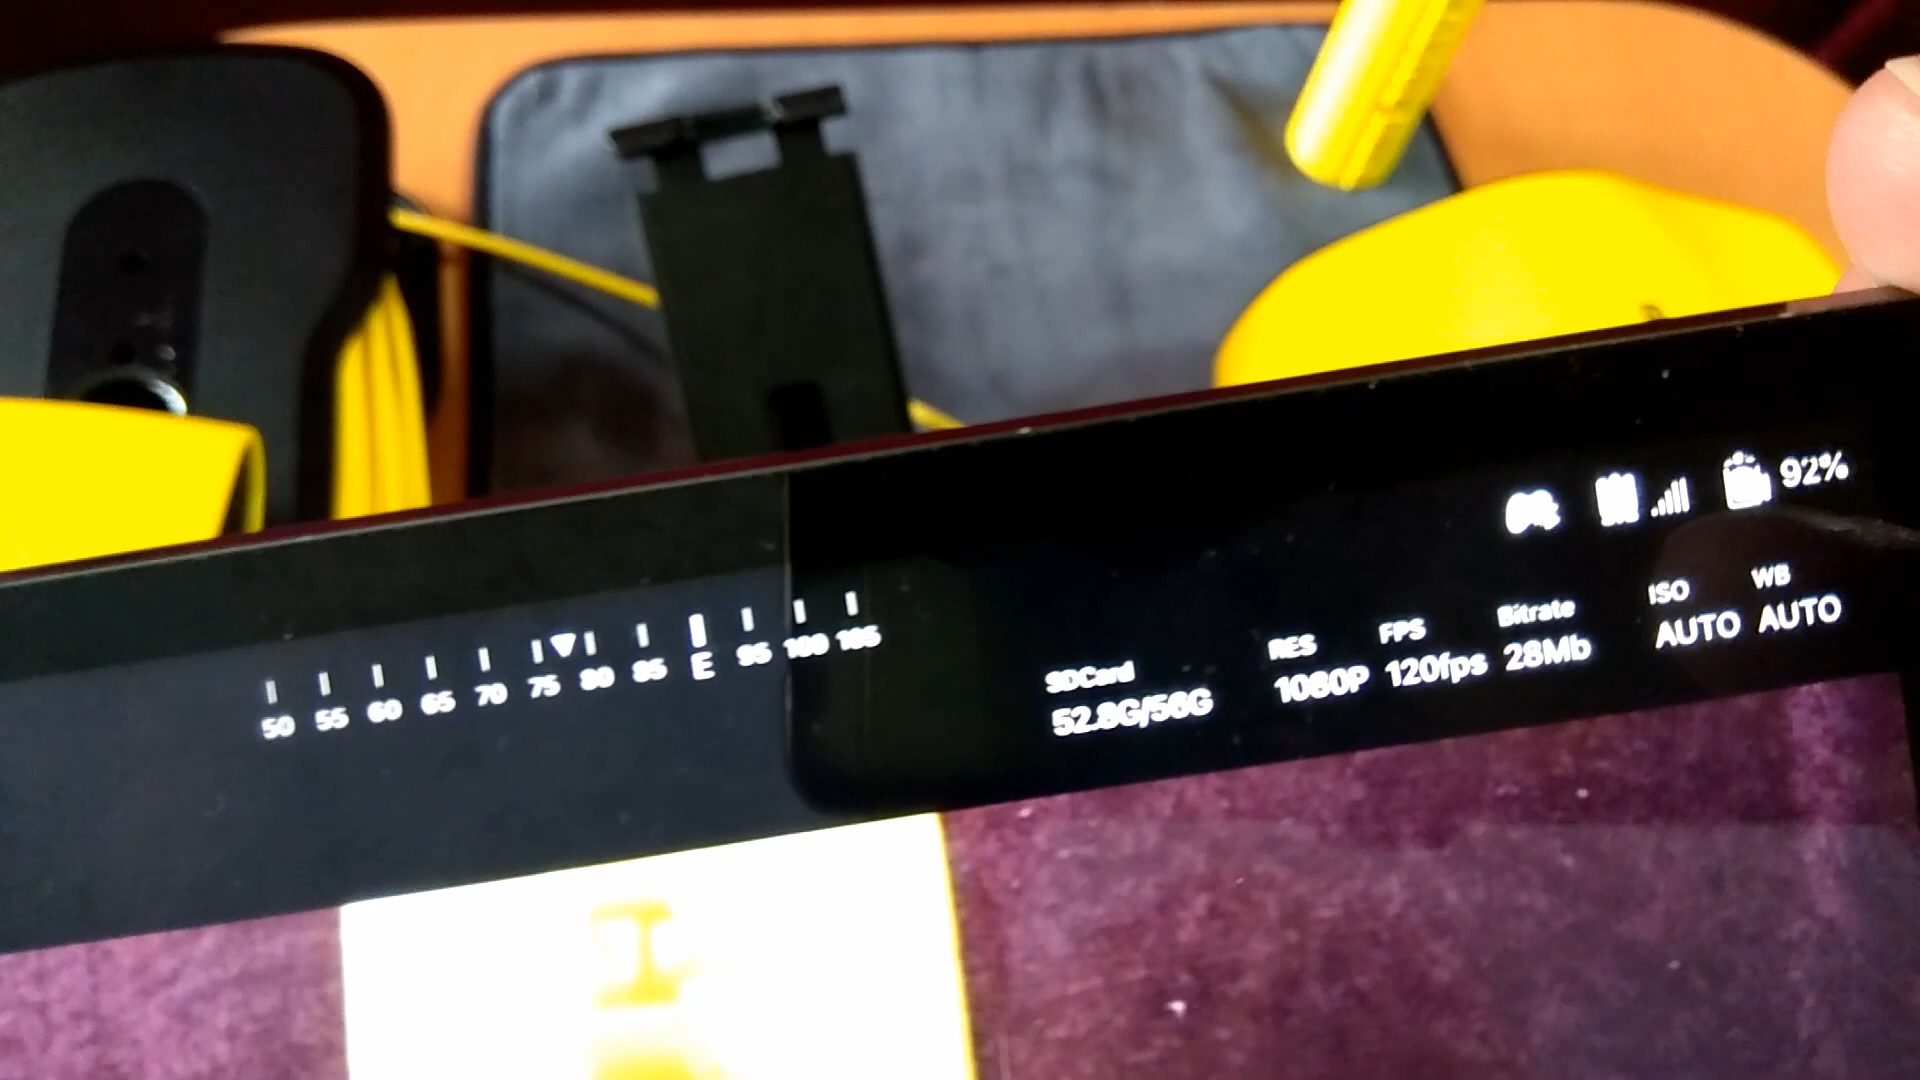 92%
50 55 60 65 70 75 80 85 E 95 100 105
SDCard RES FPS Bitrate ISO WB
52.8G/56G 1080P 120fps 28Mb AUTO AUTO